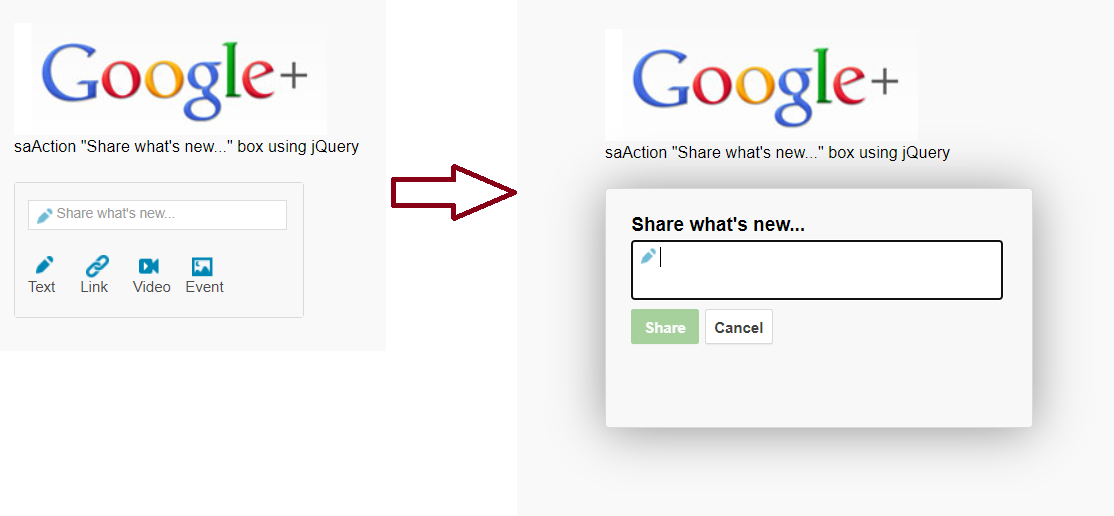 Google+
saAction "Share what's new..." box using jQuery
Share what's new...
Text Link Video Event
Google+
saAction "Share what's new..." box using jQuery
Share what's new...
Share Cancel